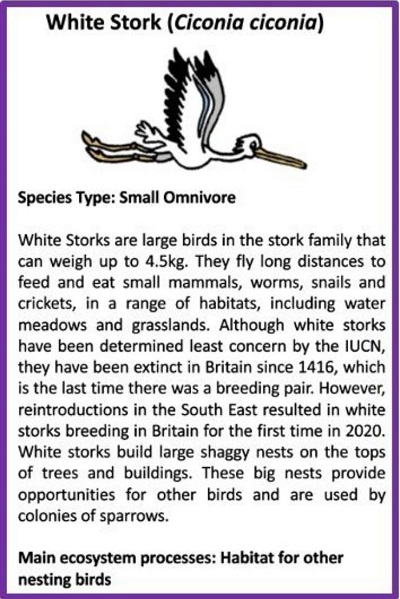 White Stork (Ciconia ciconia)
Species Type: Small Omnivore
White Storks are large birds in the stork family that
can weigh up to 4.5kg. They fly long distances to
feed and eat small mammals, worms, snails and
crickets, in a range of habitats, including water
meadows and grasslands. Although white storks
have been determined least concern by the IUCN,
they have been extinct in Britain since 1416, which
is the last time there was a breeding pair. However,
reintroductions in the South East resulted in white
storks breeding in Britain for the first time in 2020.
White storks build large shaggy nests on the tops
of trees and buildings. These big nests provide
opportunities for other birds and are used by
colonies of sparrows.
Main ecosystem processes: Habitat for other
nesting birds